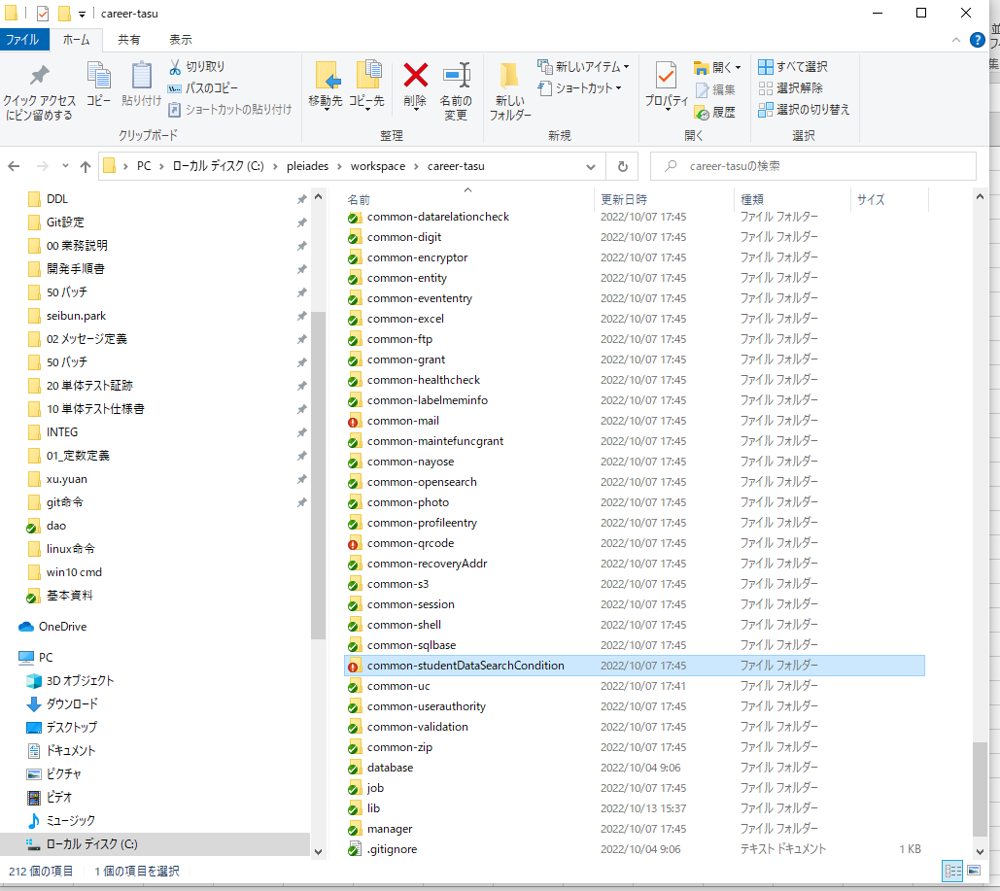 career-tasu
ファイル ホーム 共有 表示
クイック アクセスにピン留めする
コピー
貼り付け
切り取り
パスのコピー
ショートカットの貼り付け
クリップボード
移動先
コピー先
削除
名前の変更
整理
新しいフォルダー
新しいアイテム
ショートカット
新規
プロパティ
開く
編集
履歴
開く
すべて選択
選択解除
選択の切り替え
選択
PC › ローカル ディスク (C:) › pleiades › workspace › career-tasu
career-tasuの検索
DDL
Git設定
00 業務説明
開発手順書
50 バッチ
seibun.park
02 メッセージ定義
50 バッチ
20 単体テスト証跡
10 単体テスト仕様書
INTEG
01_定数定義
xu.yuan
git命令
dao
linux命令
win10 cmd
基本資料
OneDrive
PC
3D オブジェクト
ダウンロード
デスクトップ
ドキュメント
ピクチャ
ビデオ
ミュージック
ローカル ディスク (C:)
名前 更新日時 種類 サイズ
common-datarelationcheck 2022/10/07 17:45 ファイル フォルダー
common-digit 2022/10/07 17:45 ファイル フォルダー
common-encryptor 2022/10/07 17:45 ファイル フォルダー
common-entity 2022/10/07 17:45 ファイル フォルダー
common-evententry 2022/10/07 17:45 ファイル フォルダー
common-excel 2022/10/07 17:45 ファイル フォルダー
common-ftp 2022/10/07 17:45 ファイル フォルダー
common-grant 2022/10/07 17:45 ファイル フォルダー
common-healthcheck 2022/10/07 17:45 ファイル フォルダー
common-labelmeminfo 2022/10/07 17:45 ファイル フォルダー
common-mail 2022/10/07 17:45 ファイル フォルダー
common-maintefuncgrant 2022/10/07 17:45 ファイル フォルダー
common-nayose 2022/10/07 17:45 ファイル フォルダー
common-opensearch 2022/10/07 17:45 ファイル フォルダー
common-photo 2022/10/07 17:45 ファイル フォルダー
common-profileentry 2022/10/07 17:45 ファイル フォルダー
common-qrcode 2022/10/07 17:45 ファイル フォルダー
common-recoveryAddr 2022/10/07 17:45 ファイル フォルダー
common-s3 2022/10/07 17:45 ファイル フォルダー
common-session 2022/10/07 17:45 ファイル フォルダー
common-shell 2022/10/07 17:45 ファイル フォルダー
common-sqlbase 2022/10/07 17:45 ファイル フォルダー
common-studentDataSearchCondition 2022/10/07 17:45 ファイル フォルダー
common-uc 2022/10/07 17:41 ファイル フォルダー
common-userauthority 2022/10/07 17:45 ファイル フォルダー
common-validation 2022/10/07 17:45 ファイル フォルダー
common-zip 2022/10/07 17:45 ファイル フォルダー
database 2022/10/04 9:06 ファイル フォルダー
job 2022/10/07 17:45 ファイル フォルダー
lib 2022/10/13 15:37 ファイル フォルダー
manager 2022/10/07 17:45 ファイル フォルダー
.gitignore 2022/10/04 9:06 テキスト ドキュメント 1 KB
212 個の項目 1 個の項目を選択